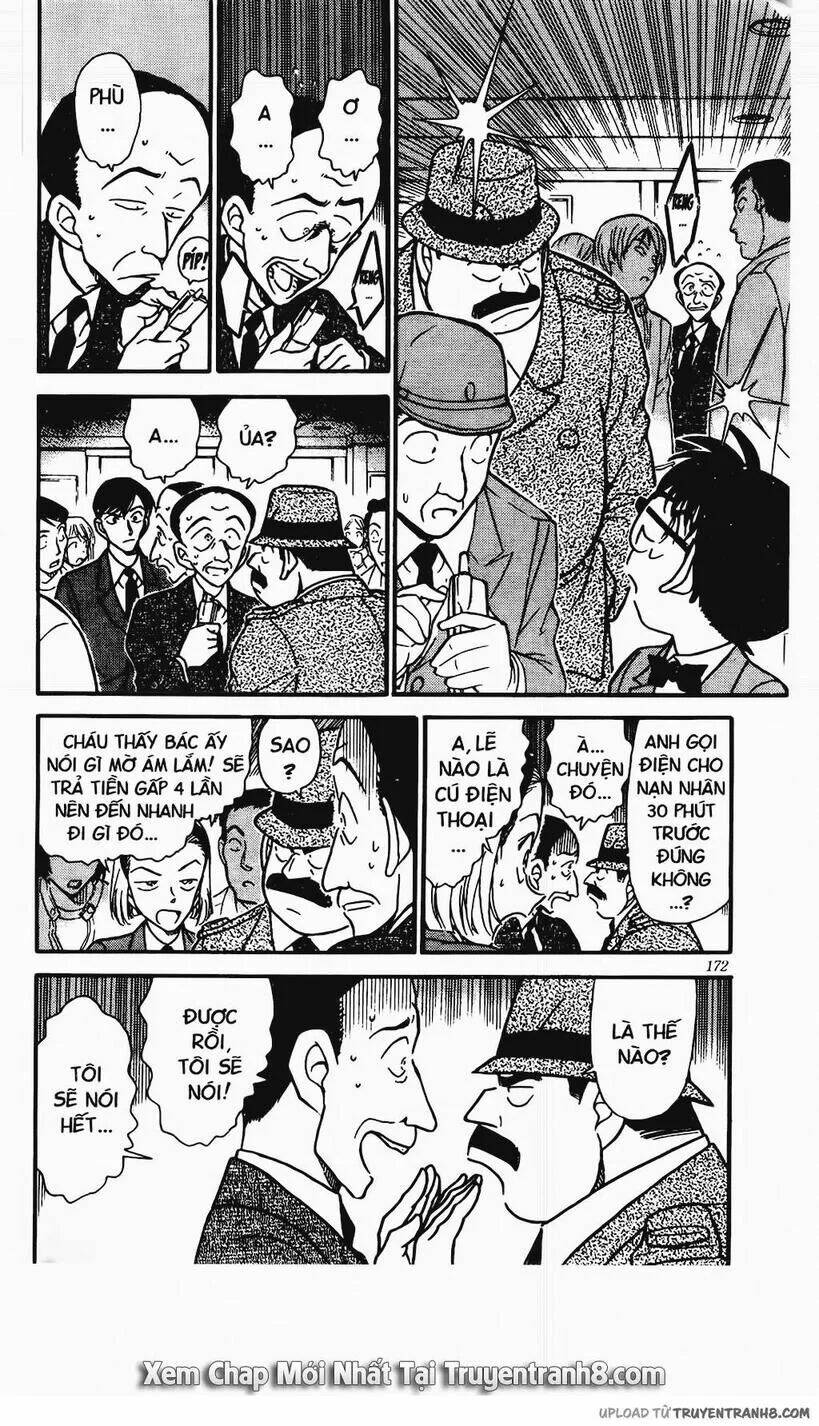 RENG
...
Ơ
...
A
...
RENG
...
PHÙ
...
PÍP!
ỦA?
A...
ANH GỌI
ĐIỆN CHO
NẠN NHÂN
30 PHÚT
TRƯỚC
ĐÚNG
KHÔNG
...?
À...
CHUYỆN
ĐÓ...
A, LẼ
NÀO LÀ
CÚ ĐIỆN
THOẠI
...
SAO
?
CHÁU THẤY BÁC ẤY
NÓI GÌ MỜ ÁM LẮM! SẼ
TRẢ TIỀN GẤP 4 LẦN
NÊN ĐẾN NHANH
ĐI GÌ ĐÓ...
172
LÀ THẾ
NÀO?
ĐƯỢC
RỒI,
TÔI SẼ
NÓI!
TÔI
SẼ NÓI
HẾT...
Xem Chap Mới Nhất Tại Truyentranh8.com
UPLOAD TỪ TRUYENTRANH8.COM